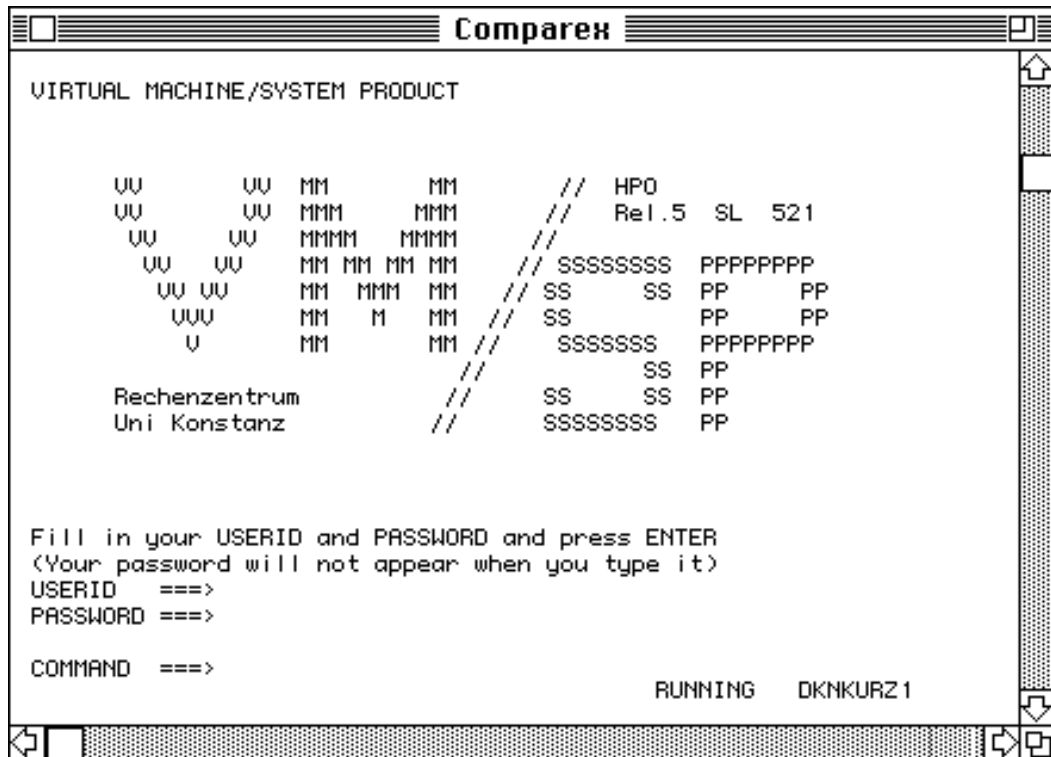 Comparex
VIRTUAL MACHINE/SYSTEM PRODUCT
VV       VV  MM       MM       //  HPO
VV       VV  MMM     MMM      //   Rel.5  SL  521
 VV     VV   MMMM   MMMM     //
  VV   VV    MM MM MM MM    // SSSSSSSS  PPPPPPPP
   VV VV     MM  MMM  MM   // SS     SS  PP     PP
    VVV      MM   M   MM  //  SS         PP     PP
     V       MM       MM //    SSSSSSS   PPPPPPPP
                        //           SS  PP
Rechenzentrum          //     SS     SS  PP
Uni Konstanz          //      SSSSSSSS   PP
Fill in your USERID and PASSWORD and press ENTER
(Your password will not appear when you type it)
USERID   ===>
PASSWORD ===>
COMMAND  ===>
RUNNING   DKNKURZ1